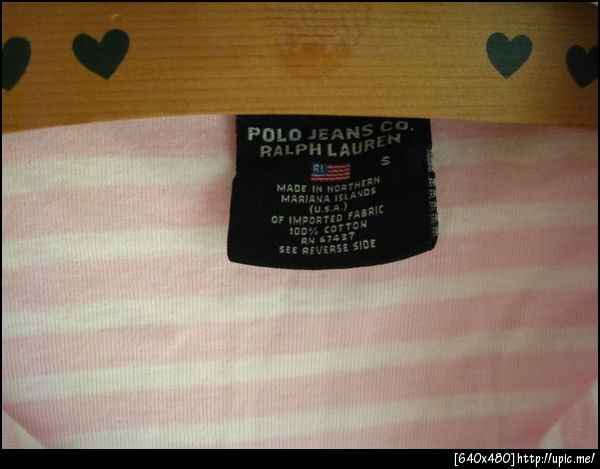 POLO JEANS CO.
RALPH LAUREN
S
RL
MADE IN NORTHERN
MARIANA ISLANDS
(U.S.A.)
OF IMPORTED FABRIC
100% COTTON
RN 67437
SEE REVERSE SIDE
[640x480]http://upic.me/